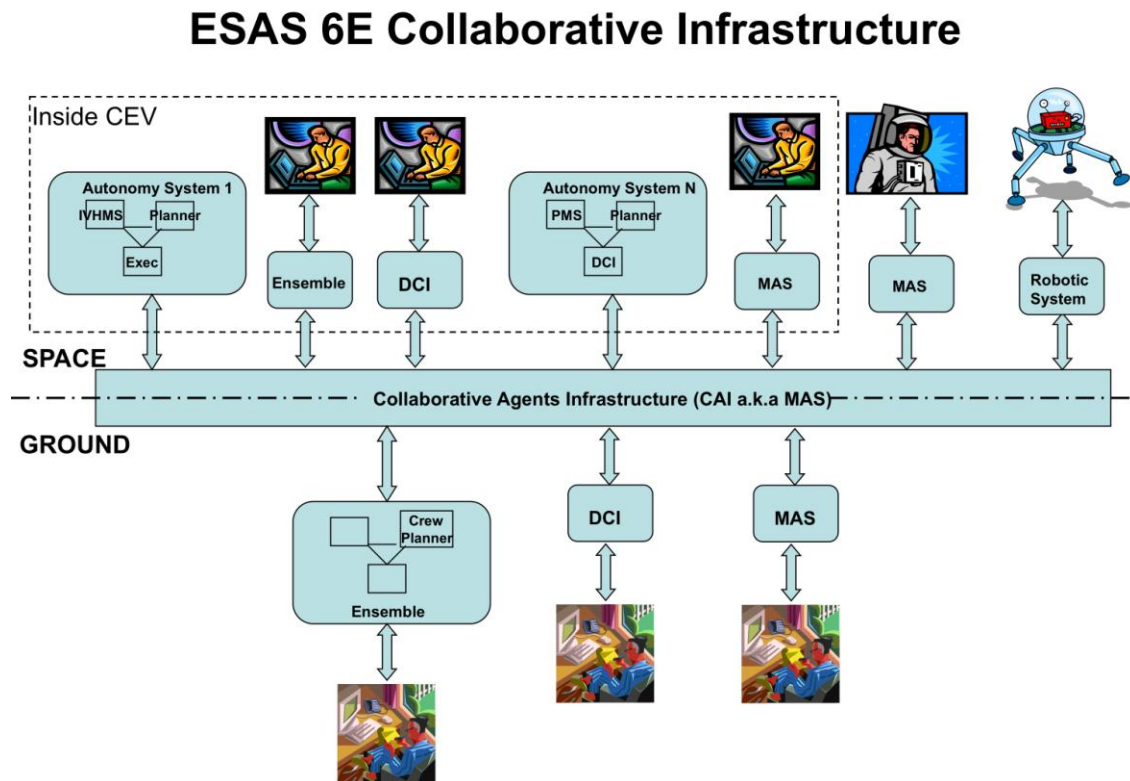 ESAS 6E Collaborative Infrastructure
Inside CEV
Autonomy System 1
IVHMS
Planner
Exec
Ensemble
DCI
Autonomy System N
PMS
Planner
DCI
MAS
MAS
Robotic
System
SPACE
Collaborative Agents Infrastructure (CAI a.k.a MAS)
GROUND
Crew
Planner
Ensemble
DCI
MAS